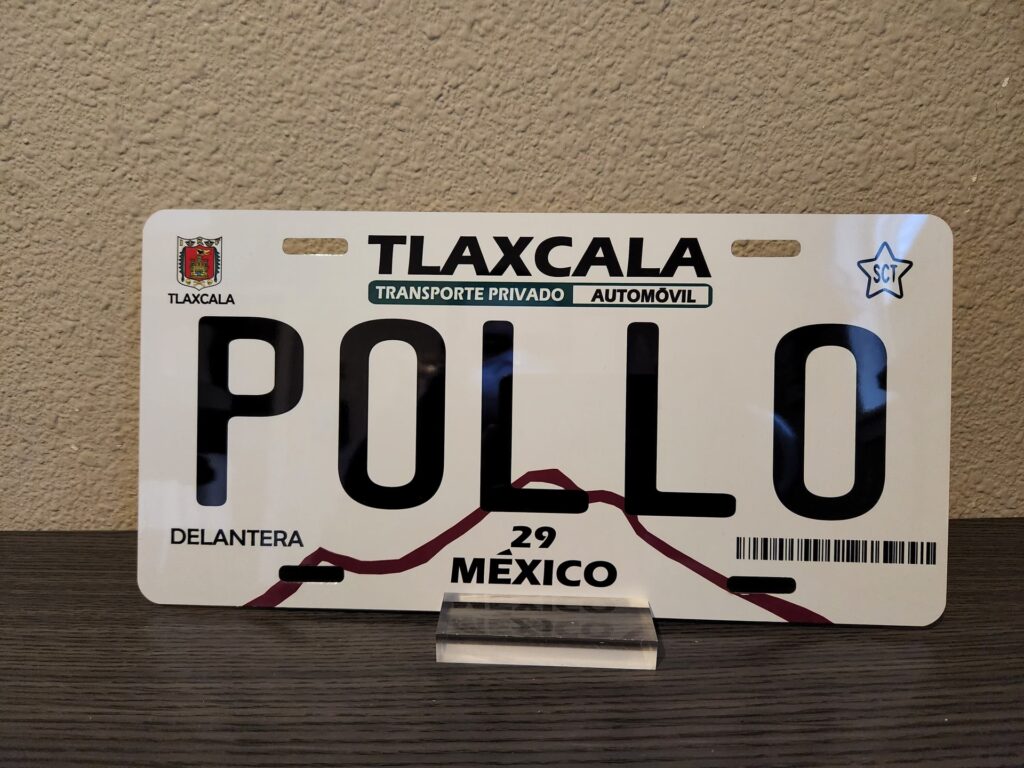 TLAXCALA
TLAXCALA
SCT
TRANSPORTE PRIVADO AUTOMÓVIL
POLLO
DELANTERA
29
MÉXICO